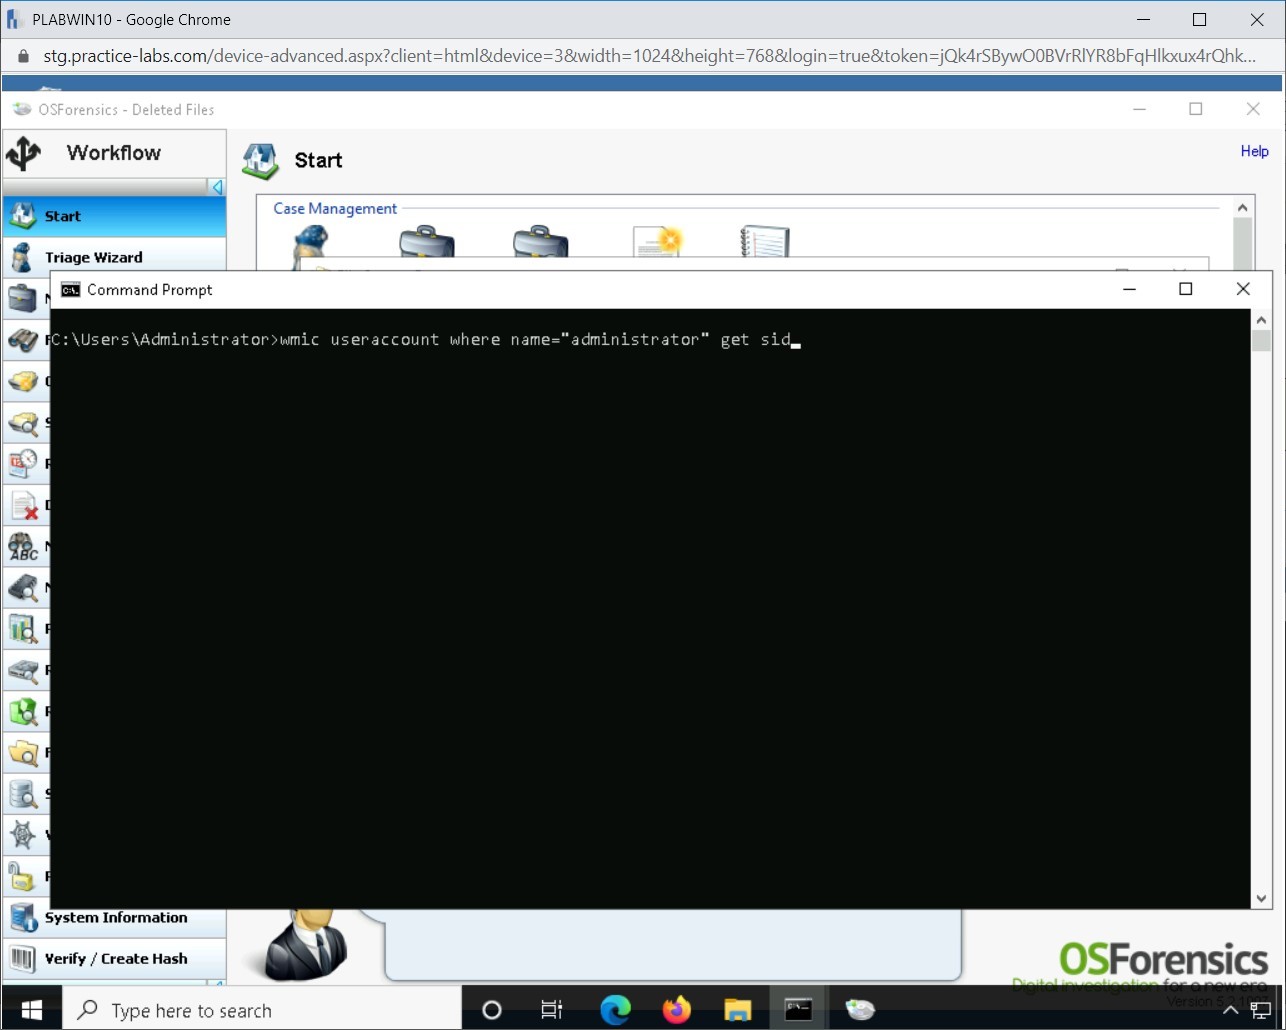 PLABWIN10 - Google Chrome
stg.practice-labs.com/device-advanced.aspx?client=html&device=3&width=1024&height=768&login=true&token=jQk4rSBywO0BVrRlYR8bFqHlkxux4rQhk...
OSForensics - Deleted Files
Workflow
Start
Help
Start
Case Management
Triage Wizard
Command Prompt
C:\Users\Administrator>wmic useraccount where name="administrator" get sid
ABC
System Information
Verify / Create Hash
OSForensics
Digital investigation for a new era
Type here to search